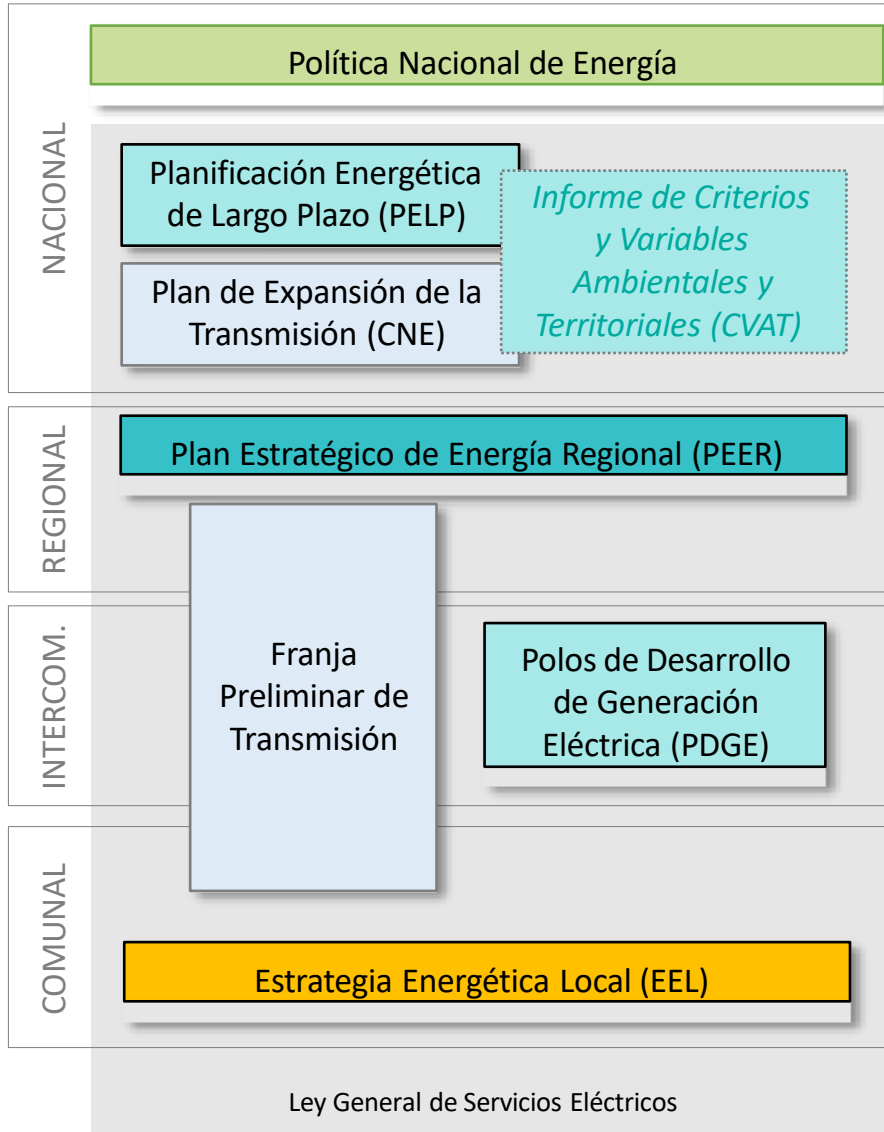 NACIONAL
Política Nacional de Energía
Planificación Energética
de Largo Plazo (PELP)
Informe de Criterios
y Variables
Ambientales y
Territoriales (CVAT)
Plan de Expansión de la
Transmisión (CNE)
REGIONAL
Plan Estratégico de Energía Regional (PEER)
INTERCOM.
Franja
Preliminar de
Transmisión
Polos de Desarrollo
de Generación
Eléctrica (PDGE)
COMUNAL
Estrategia Energética Local (EEL)
Ley General de Servicios Eléctricos